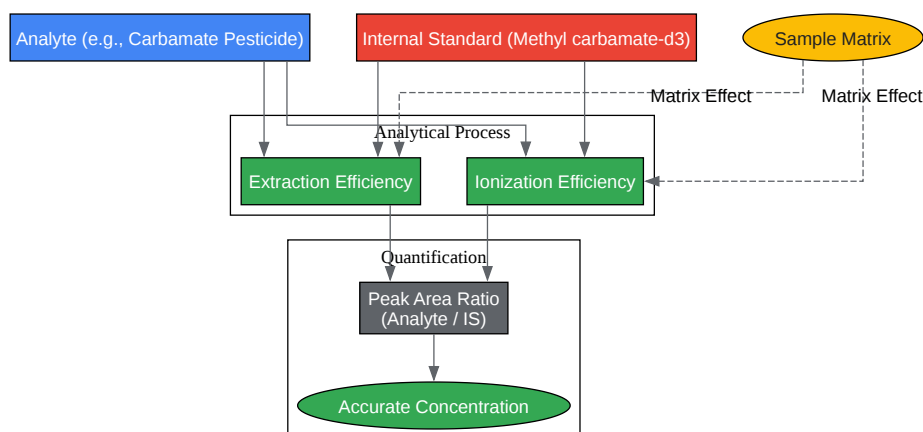 Analyte (e.g., Carbamate Pesticide)
Internal Standard (Methyl carbamate-d3)
Sample Matrix
Matrix Effect
Matrix Effect
Analytical Process
Extraction Efficiency
Ionization Efficiency
Quantification
Peak Area Ratio
(Analyte / IS)
Accurate Concentration